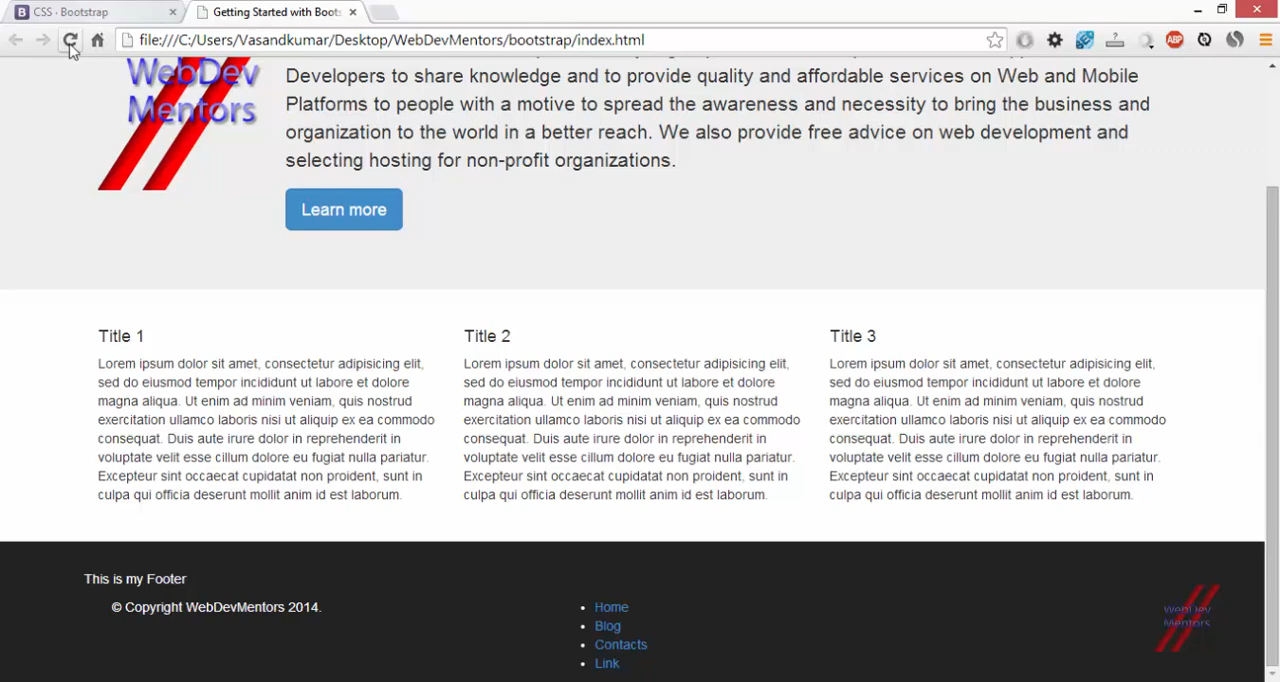 CSS · Bootstrap
Getting Started with Boots
file:///C:/Users/Vasandkumar/Desktop/WebDevMentors/bootstrap/index.html
ABP
WebDev
Mentors
Developers to share knowledge and to provide quality and affordable services on Web and Mobile
Platforms to people with a motive to spread the awareness and necessity to bring the business and
organization to the world in a better reach. We also provide free advice on web development and
selecting hosting for non-profit organizations.
Learn more
Title 1
Lorem ipsum dolor sit amet, consectetur adipisicing elit,
sed do eiusmod tempor incididunt ut labore et dolore
magna aliqua. Ut enim ad minim veniam, quis nostrud
exercitation ullamco laboris nisi ut aliquip ex ea commodo
consequat. Duis aute irure dolor in reprehenderit in
voluptate velit esse cillum dolore eu fugiat nulla pariatur.
Excepteur sint occaecat cupidatat non proident, sunt in
culpa qui officia deserunt mollit anim id est laborum.
Title 2
Lorem ipsum dolor sit amet, consectetur adipisicing elit,
sed do eiusmod tempor incididunt ut labore et dolore
magna aliqua. Ut enim ad minim veniam, quis nostrud
exercitation ullamco laboris nisi ut aliquip ex ea commodo
consequat. Duis aute irure dolor in reprehenderit in
voluptate velit esse cillum dolore eu fugiat nulla pariatur.
Excepteur sint occaecat cupidatat non proident, sunt in
culpa qui officia deserunt mollit anim id est laborum.
Title 3
Lorem ipsum dolor sit amet, consectetur adipisicing elit,
sed do eiusmod tempor incididunt ut labore et dolore
magna aliqua. Ut enim ad minim veniam, quis nostrud
exercitation ullamco laboris nisi ut aliquip ex ea commodo
consequat. Duis aute irure dolor in reprehenderit in
voluptate velit esse cillum dolore eu fugiat nulla pariatur.
Excepteur sint occaecat cupidatat non proident, sunt in
culpa qui officia deserunt mollit anim id est laborum.
This is my Footer
© Copyright WebDevMentors 2014.
• Home
• Blog
• Contacts
• Link
WebDev
Mentors